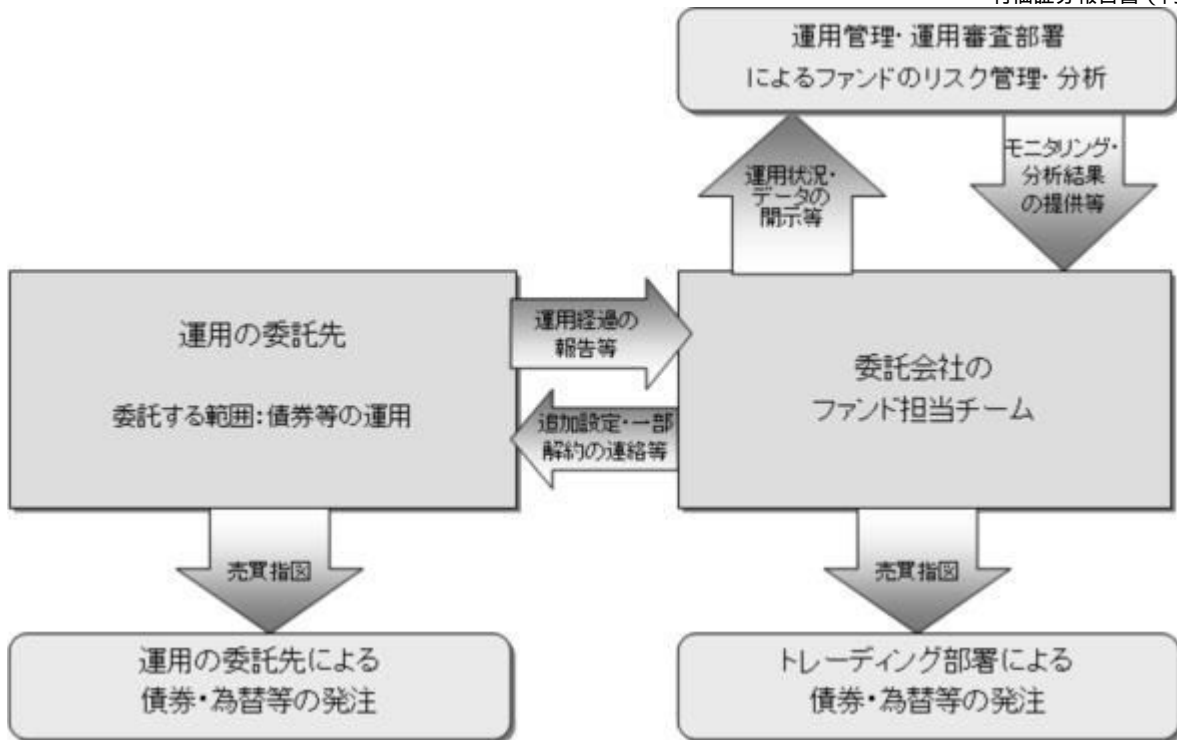 運用管理・運用審査部署
によるファンドのリスク管理・分析
運用状況・
データの
開示等
モニタリング・
分析結果
の提供等
運用の委託先
委託する範囲:債券等の運用
運用経過の
報告等
追加設定・一部
解約の連絡等
委託会社の
ファンド担当チーム
売買指図
売買指図
運用の委託先による
債券・為替等の発注
トレーディング部署による
債券・為替等の発注